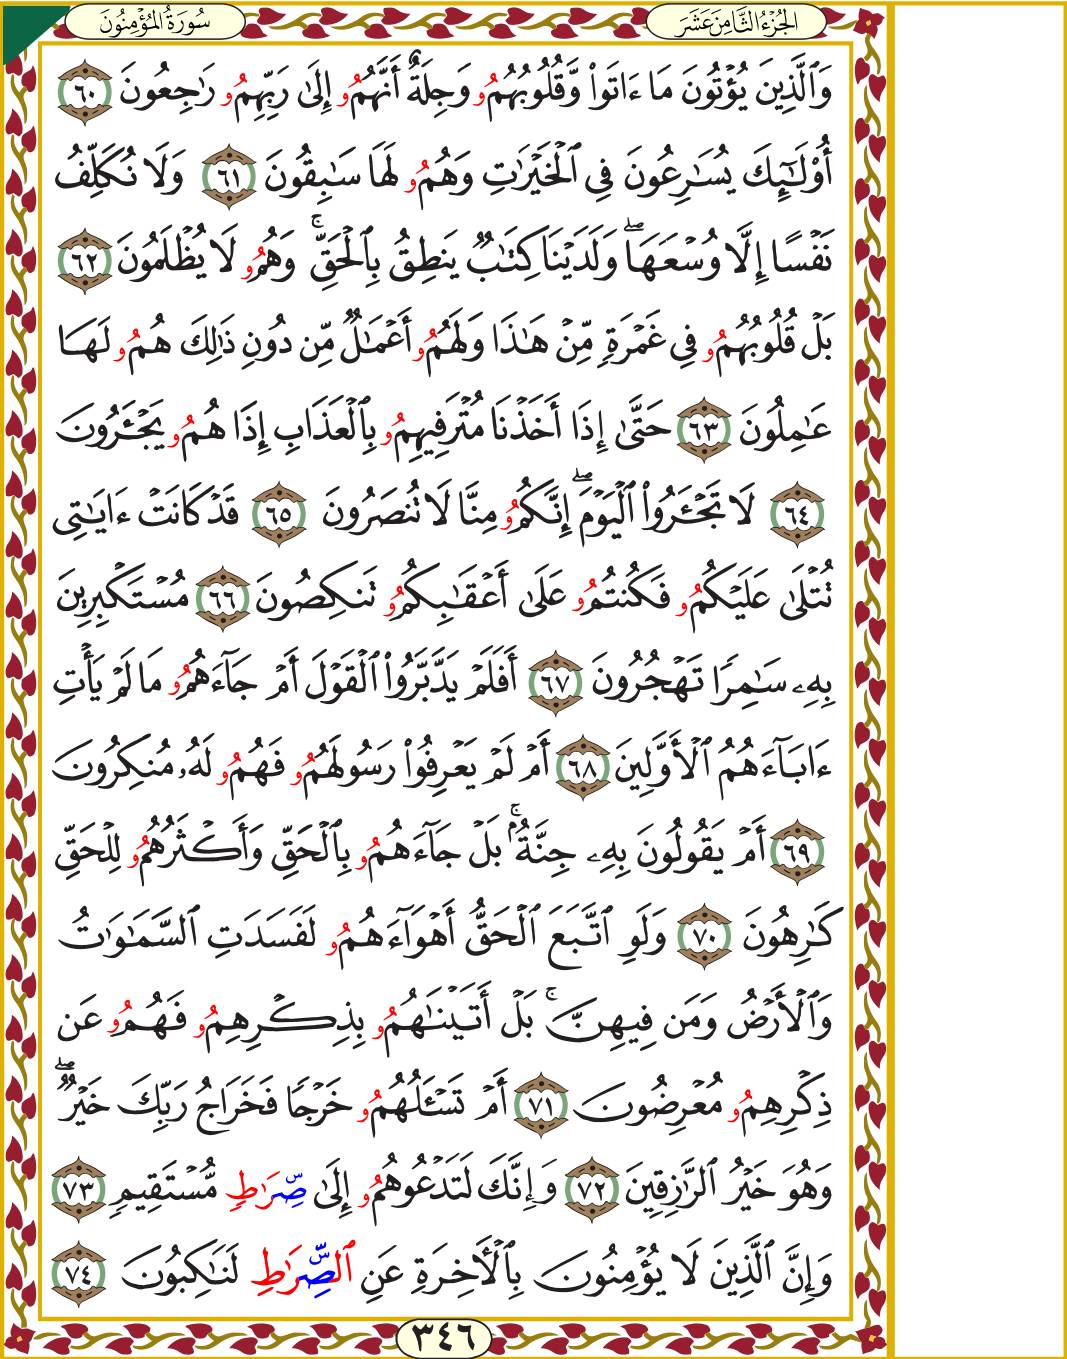 سُورَةُ المُؤْمِنُونَ
الجُزْءُ الثَّامِنَ عَشَرَ
وَٱلَّذِينَ يُؤْتُونَ مَا ءَاتَواْ وَّقُلُوبُهُمُۥ وَجِلَةٌ أَنَّهُمُۥ إِلَىٰ رَبِّهِمُۥ رَٰجِعُونَ ٦٠
أُوْلَـٰٓئِكَ يُسَـٰرِعُونَ فِي ٱلْخَيْرَٰتِ وَهُمُۥ لَهَا سَـٰبِقُونَ ٦١ وَلَا نُكَلِّفُ
نَفْسًا إِلَّا وُسْعَهَاۖ وَلَدَيْنَا كِتَـٰبٌ يَنطِقُ بِٱلْحَقِّۚ وَهُمُۥ لَا يُظْلَمُونَ ٦٢
بَلْ قُلُوبُهُمُۥ فِي غَمْرَةٍ مِّنْ هَـٰذَا وَلَهُمُۥ أَعْمَـٰلٌ مِّن دُونِ ذَٰلِكَ هُمُۥ لَهَا
عَـٰمِلُونَ ٦٣ حَتَّىٰ إِذَا أَخَذْنَا مُتْرَفِيهِمُۥ بِٱلْعَذَابِ إِذَا هُمُۥ يَجْـَٔرُونَ
٦٤ لَا تَجْـَٔرُواْ ٱلْيَوْمَۖ إِنَّكُمُۥ مِنَّا لَا تُنصَرُونَ ٦٥ قَدْ كَانَتْ ءَايَـٰتِي
تُتْلَىٰ عَلَيْكُمُۥ فَكُنتُمُۥ عَلَىٰ أَعْقَـٰبِكُمُۥ تَنكِصُونَ ٦٦ مُسْتَكْبِرِينَ
بِهِۦ سَـٰمِرًا تَهْجُرُونَ ٦٧ أَفَلَمْ يَدَّبَّرُواْ ٱلْقَوْلَ أَمْ جَآءَهُمُۥ مَا لَمْ يَأْتِ
ءَابَآءَهُمُ ٱلْأَوَّلِينَ ٦٨ أَمْ لَمْ يَعْرِفُواْ رَسُولَهُمُۥ فَهُمُۥ لَهُۥ مُنكِرُونَ
٦٩ أَمْ يَقُولُونَ بِهِۦ جِنَّةٌۢۚ بَلْ جَآءَهُمُۥ بِٱلْحَقِّ وَأَكْثَرُهُمُۥ لِلْحَقِّ
كَـٰرِهُونَ ٧٠ وَلَوِ ٱتَّبَعَ ٱلْحَقُّ أَهْوَآءَهُمُۥ لَفَسَدَتِ ٱلسَّمَـٰوَٰتُ
وَٱلْأَرْضُ وَمَن فِيهِنَّۚ بَلْ أَتَيْنَـٰهُمُۥ بِذِكْرِهِمُۥ فَهُمُۥ عَن
ذِكْرِهِمُۥ مُعْرِضُونَ ٧١ أَمْ تَسْـَٔلُهُمُۥ خَرْجًا فَخَرَاجُ رَبِّكَ خَيْرٌۖ
وَهُوَ خَيْرُ ٱلرَّٰزِقِينَ ٧٢ وَإِنَّكَ لَتَدْعُوهُمُۥ إِلَىٰ صِّرَٰطٍ مُّسْتَقِيمٍ ٧٣
وَإِنَّ ٱلَّذِينَ لَا يُؤْمِنُونَ بِٱلْأَخِرَةِ عَنِ ٱلصِّرَٰطِ لَنَـٰكِبُونَ ٧٤
٣٤٦